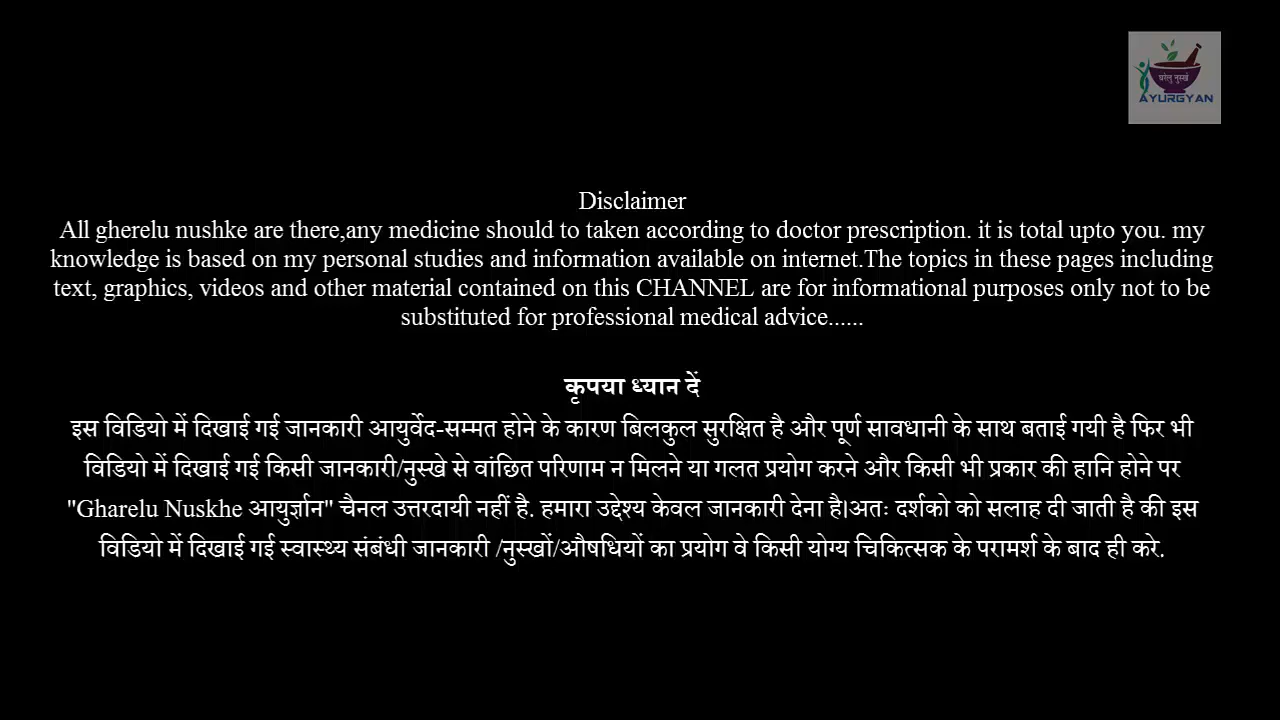 घरेलु नुस्खे
AYURGYAN
Disclaimer
All gherelu nushke are there,any medicine should to taken according to doctor prescription. it is total upto you. my
knowledge is based on my personal studies and information available on internet.The topics in these pages including
text, graphics, videos and other material contained on this CHANNEL are for informational purposes only not to be
substituted for professional medical advice......
कृपया ध्यान दें
इस विडियो में दिखाई गई जानकारी आयुर्वेद-सम्मत होने के कारण बिलकुल सुरक्षित है और पूर्ण सावधानी के साथ बताई गयी है फिर भी
विडियो में दिखाई गई किसी जानकारी/नुस्खे से वांछित परिणाम न मिलने या गलत प्रयोग करने और किसी भी प्रकार की हानि होने पर
"Gharelu Nuskhe आयुर्ज्ञान" चैनल उत्तरदायी नहीं है. हमारा उद्देश्य केवल जानकारी देना है।अतः दर्शको को सलाह दी जाती है की इस
विडियो में दिखाई गई स्वास्थ्य संबंधी जानकारी /नुस्खों/औषधियों का प्रयोग वे किसी योग्य चिकित्सक के परामर्श के बाद ही करे.